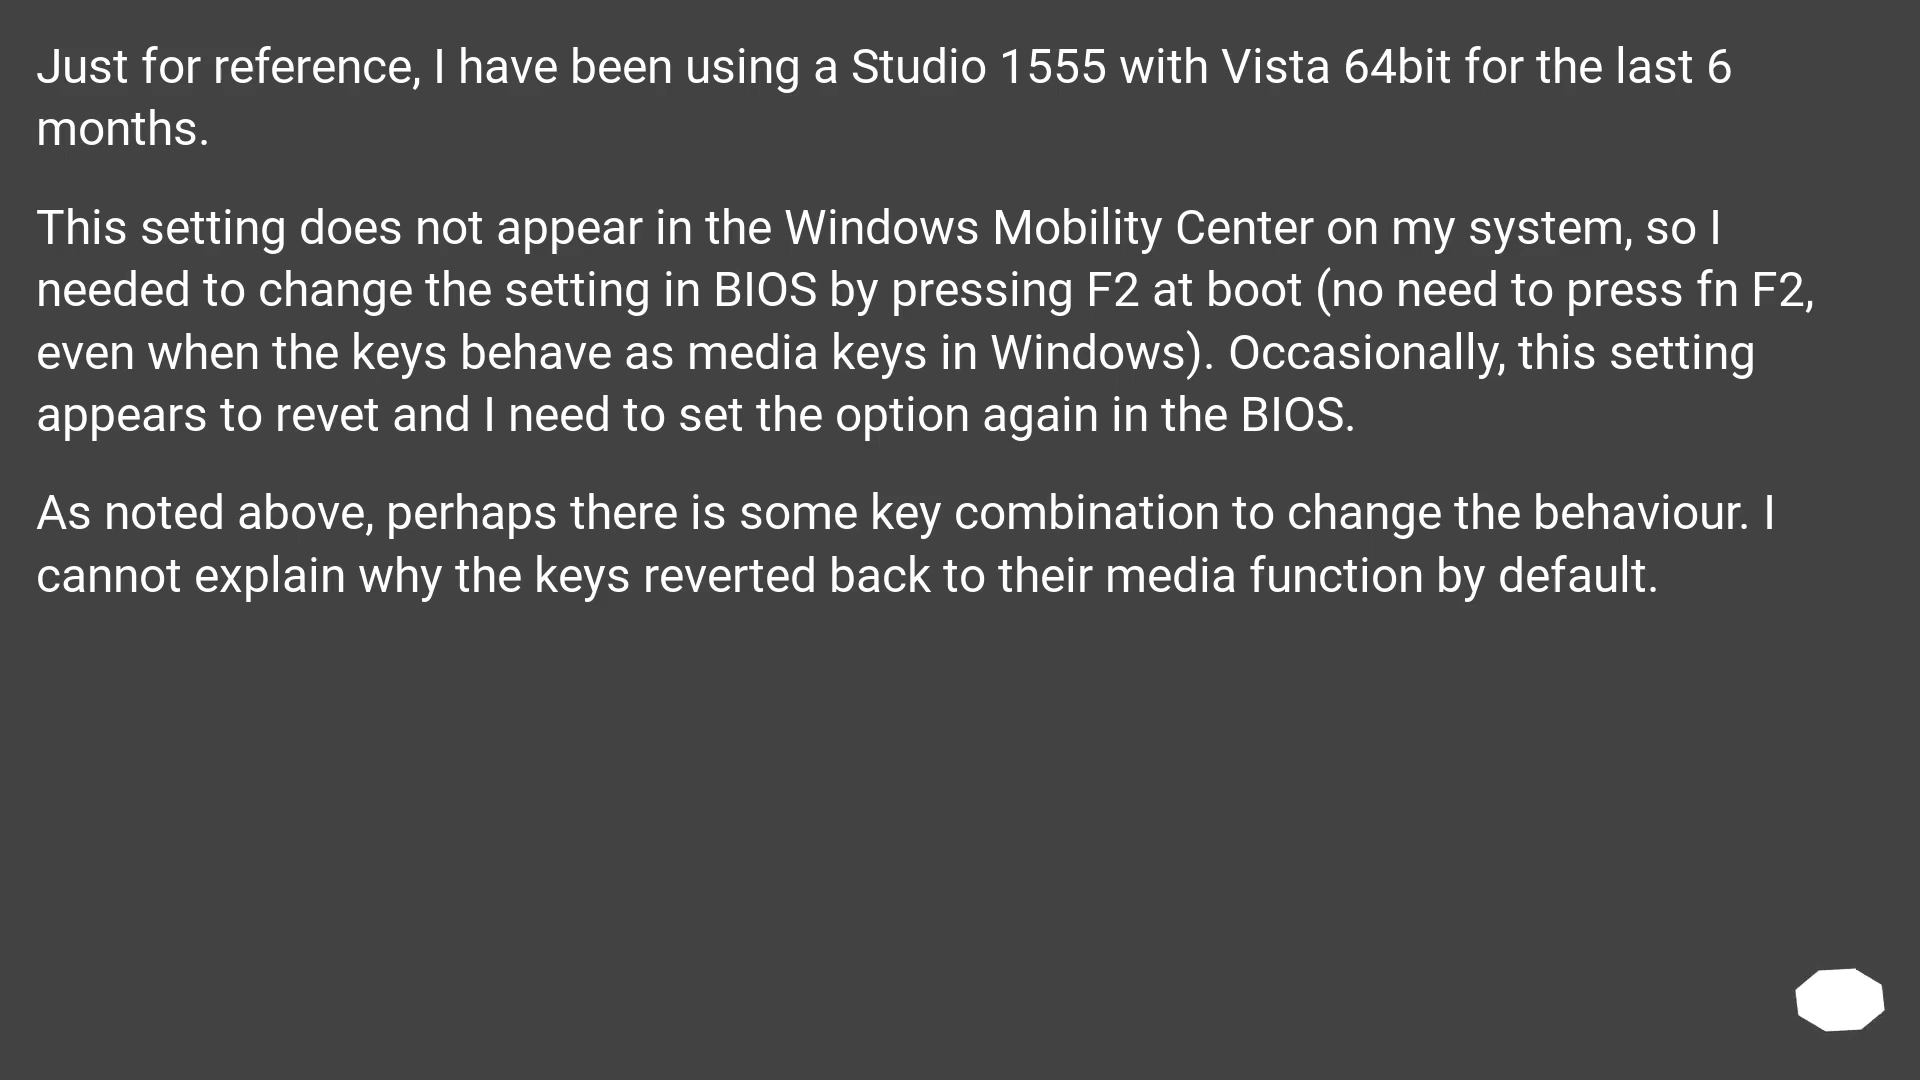 Just for reference, I have been using a Studio 1555 with Vista 64bit for the last 6
months.
This setting does not appear in the Windows Mobility Center on my system, so I
needed to change the setting in BIOS by pressing F2 at boot (no need to press fn F2,
even when the keys behave as media keys in Windows). Occasionally, this setting
appears to revet and I need to set the option again in the BIOS.
As noted above, perhaps there is some key combination to change the behaviour. I
cannot explain why the keys reverted back to their media function by default.